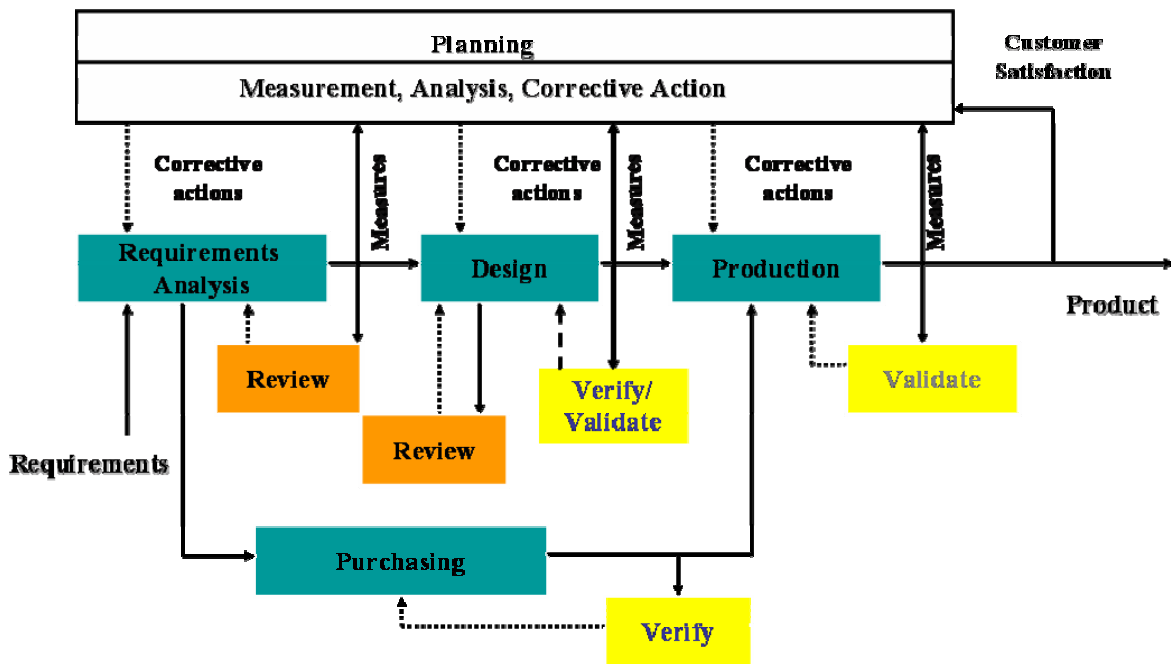 Planning
Customer
Satisfaction
Measurement, Analysis, Corrective Action
Corrective
actions
Measures
Corrective
actions
Measures
Corrective
actions
Measures
Requirements
Analysis
Design
Production
Product
Review
Verify/
Validate
Validate
Review
Requirements
Purchasing
Verify